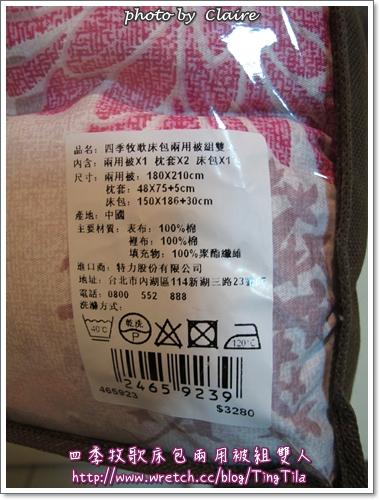 photo by Claire
品名: 四季牧歌床包兩用被組雙
內含: 兩用被X1 枕套X2 床包X1
尺寸: 兩用被: 180X210cm
枕套: 48X75+5cm
床包: 150X186+30cm
產地: 中國
主要材質: 表布: 100%棉
裡布: 100%棉
填充物: 100%聚酯纖維
進口商: 特力股份有限公司
地址: 台北市內湖區114新湖三路23
電話: 0800 552 888
洗滌方式:
40℃ 乾洗 P 120℃
2465 9239
465923
$3280
四季牧歌床包兩用被組雙人
http://www.wretch.cc/blog/TingTila